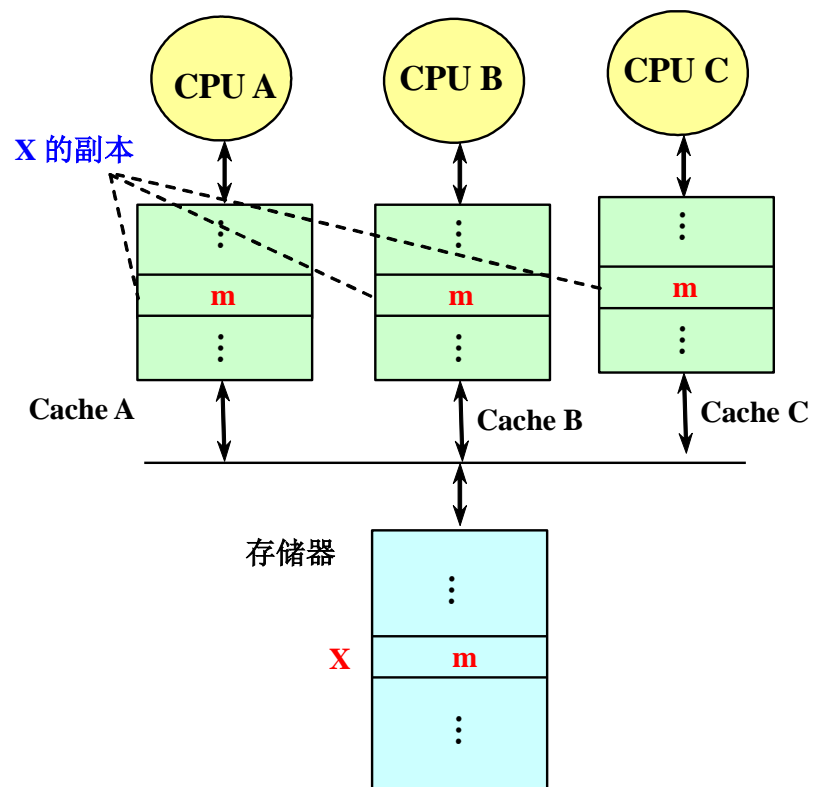 CPU A
CPU B
CPU C
X 的副本
⋮
⋮
⋮
m
m
m
⋮
⋮
⋮
Cache A
Cache B
Cache C
存储器
⋮
X
m
⋮